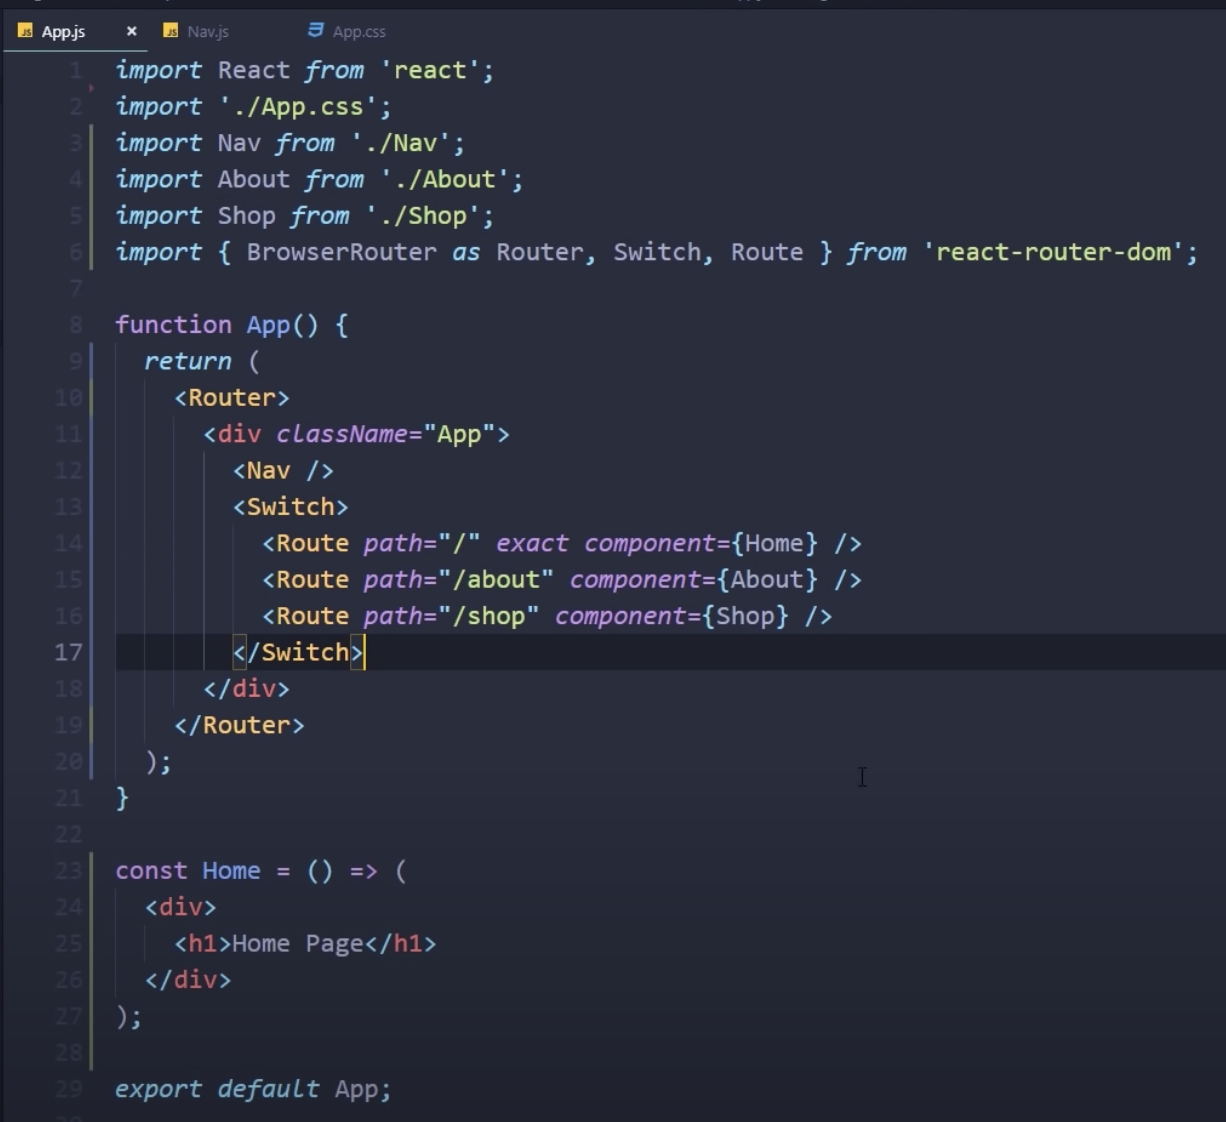 JS App.js × JS Nav.js App.css
1 import React from 'react';
2 import './App.css';
3 import Nav from './Nav';
4 import About from './About';
5 import Shop from './Shop';
6 import { BrowserRouter as Router, Switch, Route } from 'react-router-dom';
7
8 function App() {
9   return (
10     <Router>
11       <div className="App">
12         <Nav />
13         <Switch>
14           <Route path="/" exact component={Home} />
15           <Route path="/about" component={About} />
16           <Route path="/shop" component={Shop} />
17         </Switch>
18       </div>
19     </Router>
20   );
21 }
22
23 const Home = () => (
24   <div>
25     <h1>Home Page</h1>
26   </div>
27 );
28
29 export default App;